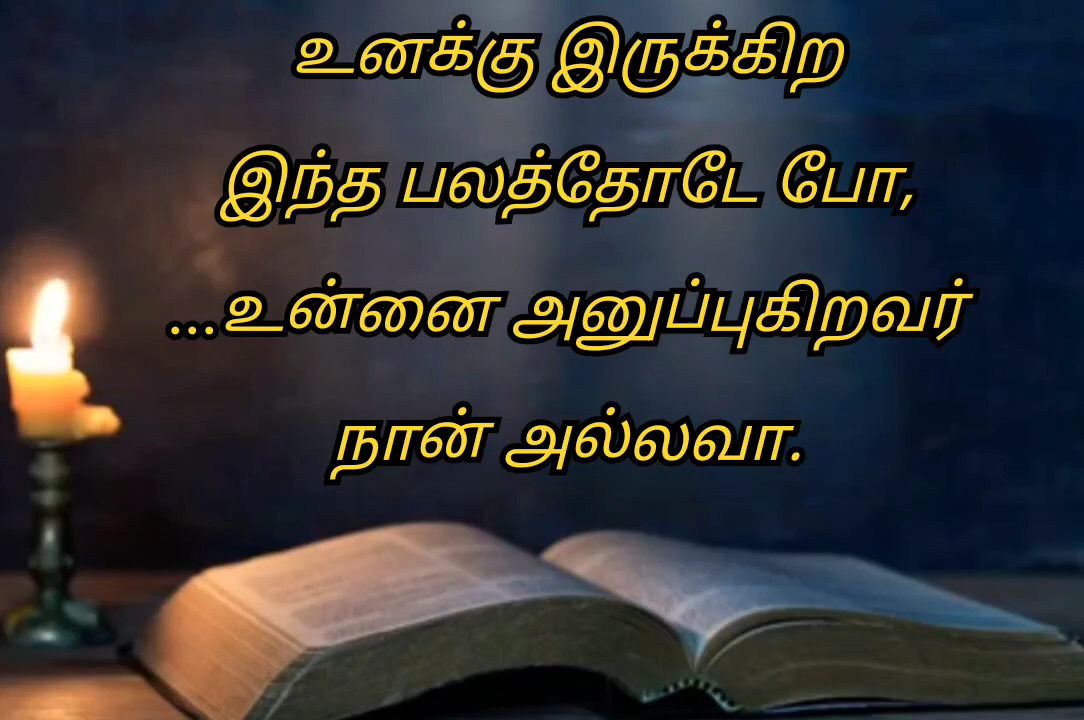 உனக்கு இருக்கிற
இந்த பலத்தோடே போ,
...உன்னை அனுப்புகிறவர்
நான் அல்லவா.